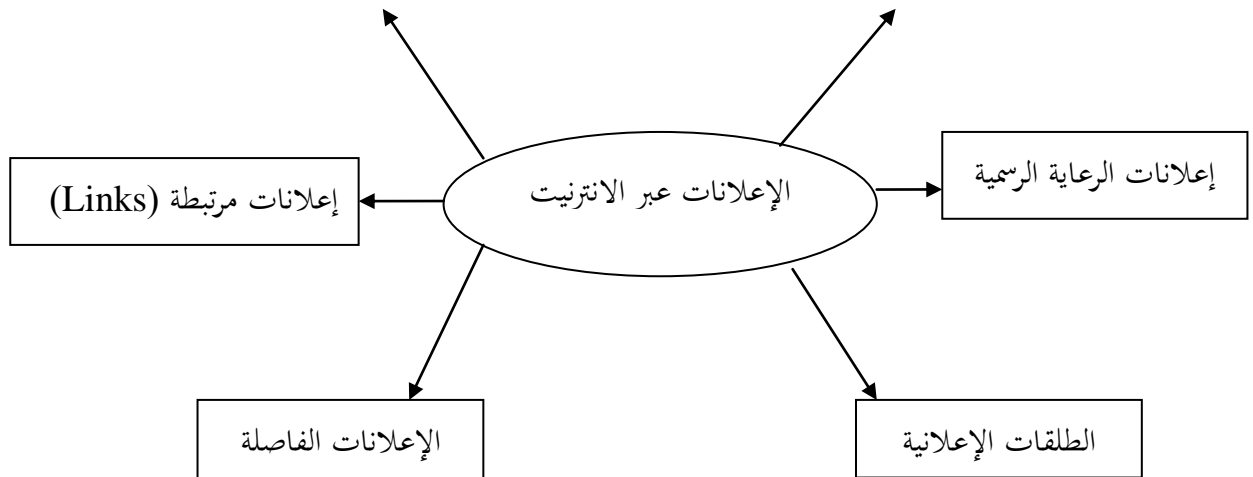 إعلانات الرعاية الرسمية
الإعلانات عبر الانترنيت
إعلانات مرتبطة (Links)
الطلقات الإعلانية
الإعلانات الفاصلة